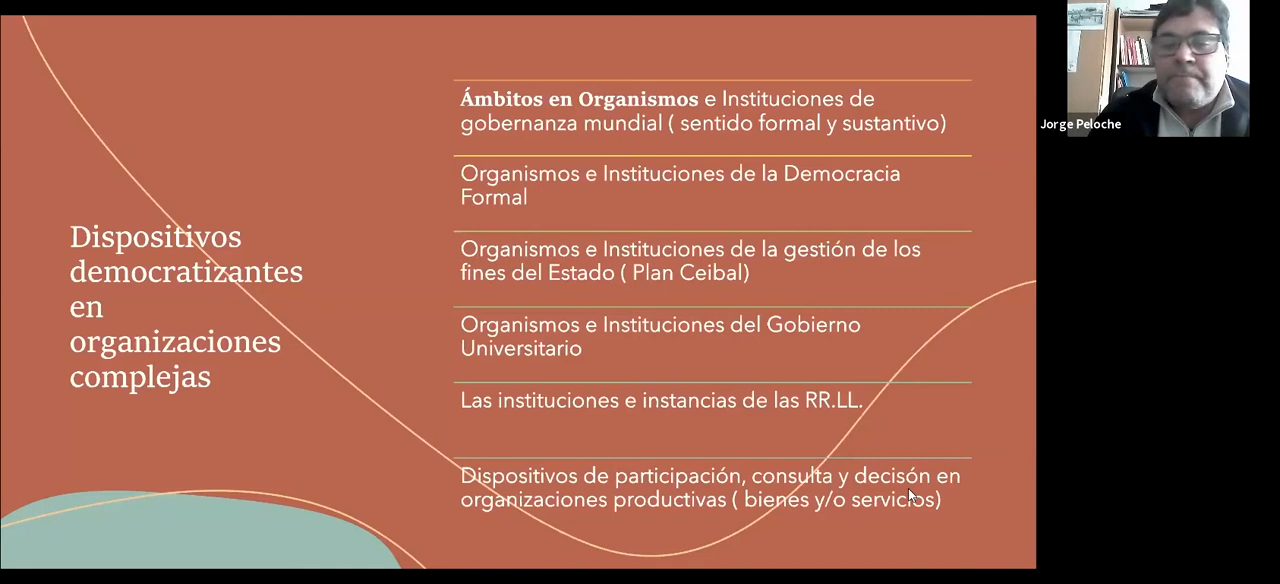 Dispositivos
democratizantes
en
organizaciones
complejas
Ámbitos en Organismos e Instituciones de
gobernanza mundial ( sentido formal y sustantivo)
Organismos e Instituciones de la Democracia
Formal
Organismos e Instituciones de la gestión de los
fines del Estado ( Plan Ceibal)
Organismos e Instituciones del Gobierno
Universitario
Las instituciones e instancias de las RR.LL.
Dispositivos de participación, consulta y decisón en
organizaciones productivas ( bienes y/o servicios)
Jorge Peloche